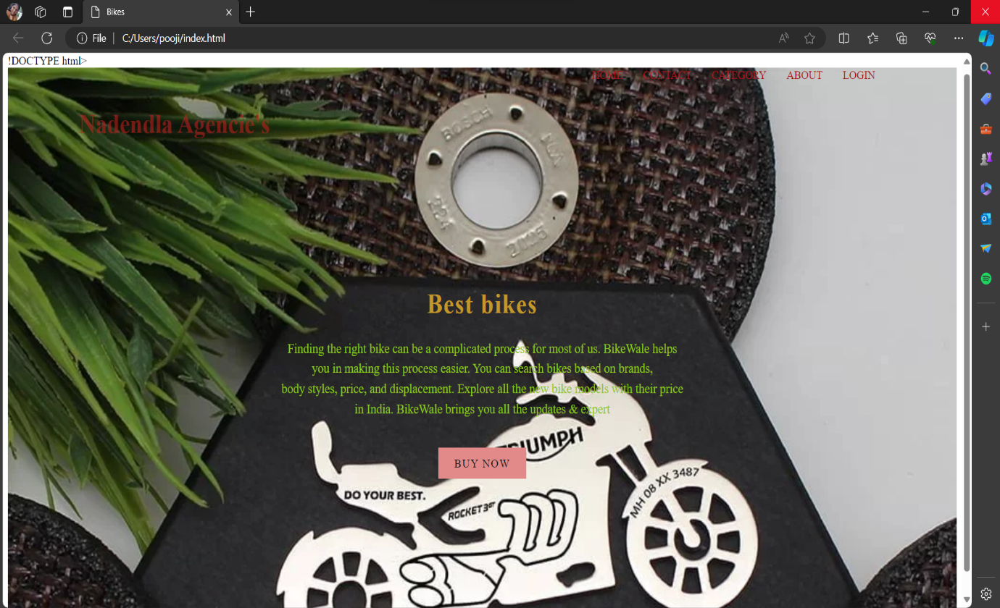 Bikes
File
C:/Users/pooji/index.html
!DOCTYPE html>
HOME CONTACT CATEGORY ABOUT LOGIN
Nadendla Agencie's
BOSCH
224
Best bikes
Finding the right bike can be a complicated process for most of us. BikeWale helps
you in making this process easier. You can search bikes based on brands,
body styles, price, and displacement. Explore all the new bike models with their price
in India. BikeWale brings you all the updates & expert
TRIUMPH
BUY NOW
MH 08 XX 3487
DO YOUR BEST.
ROCKET 3GT